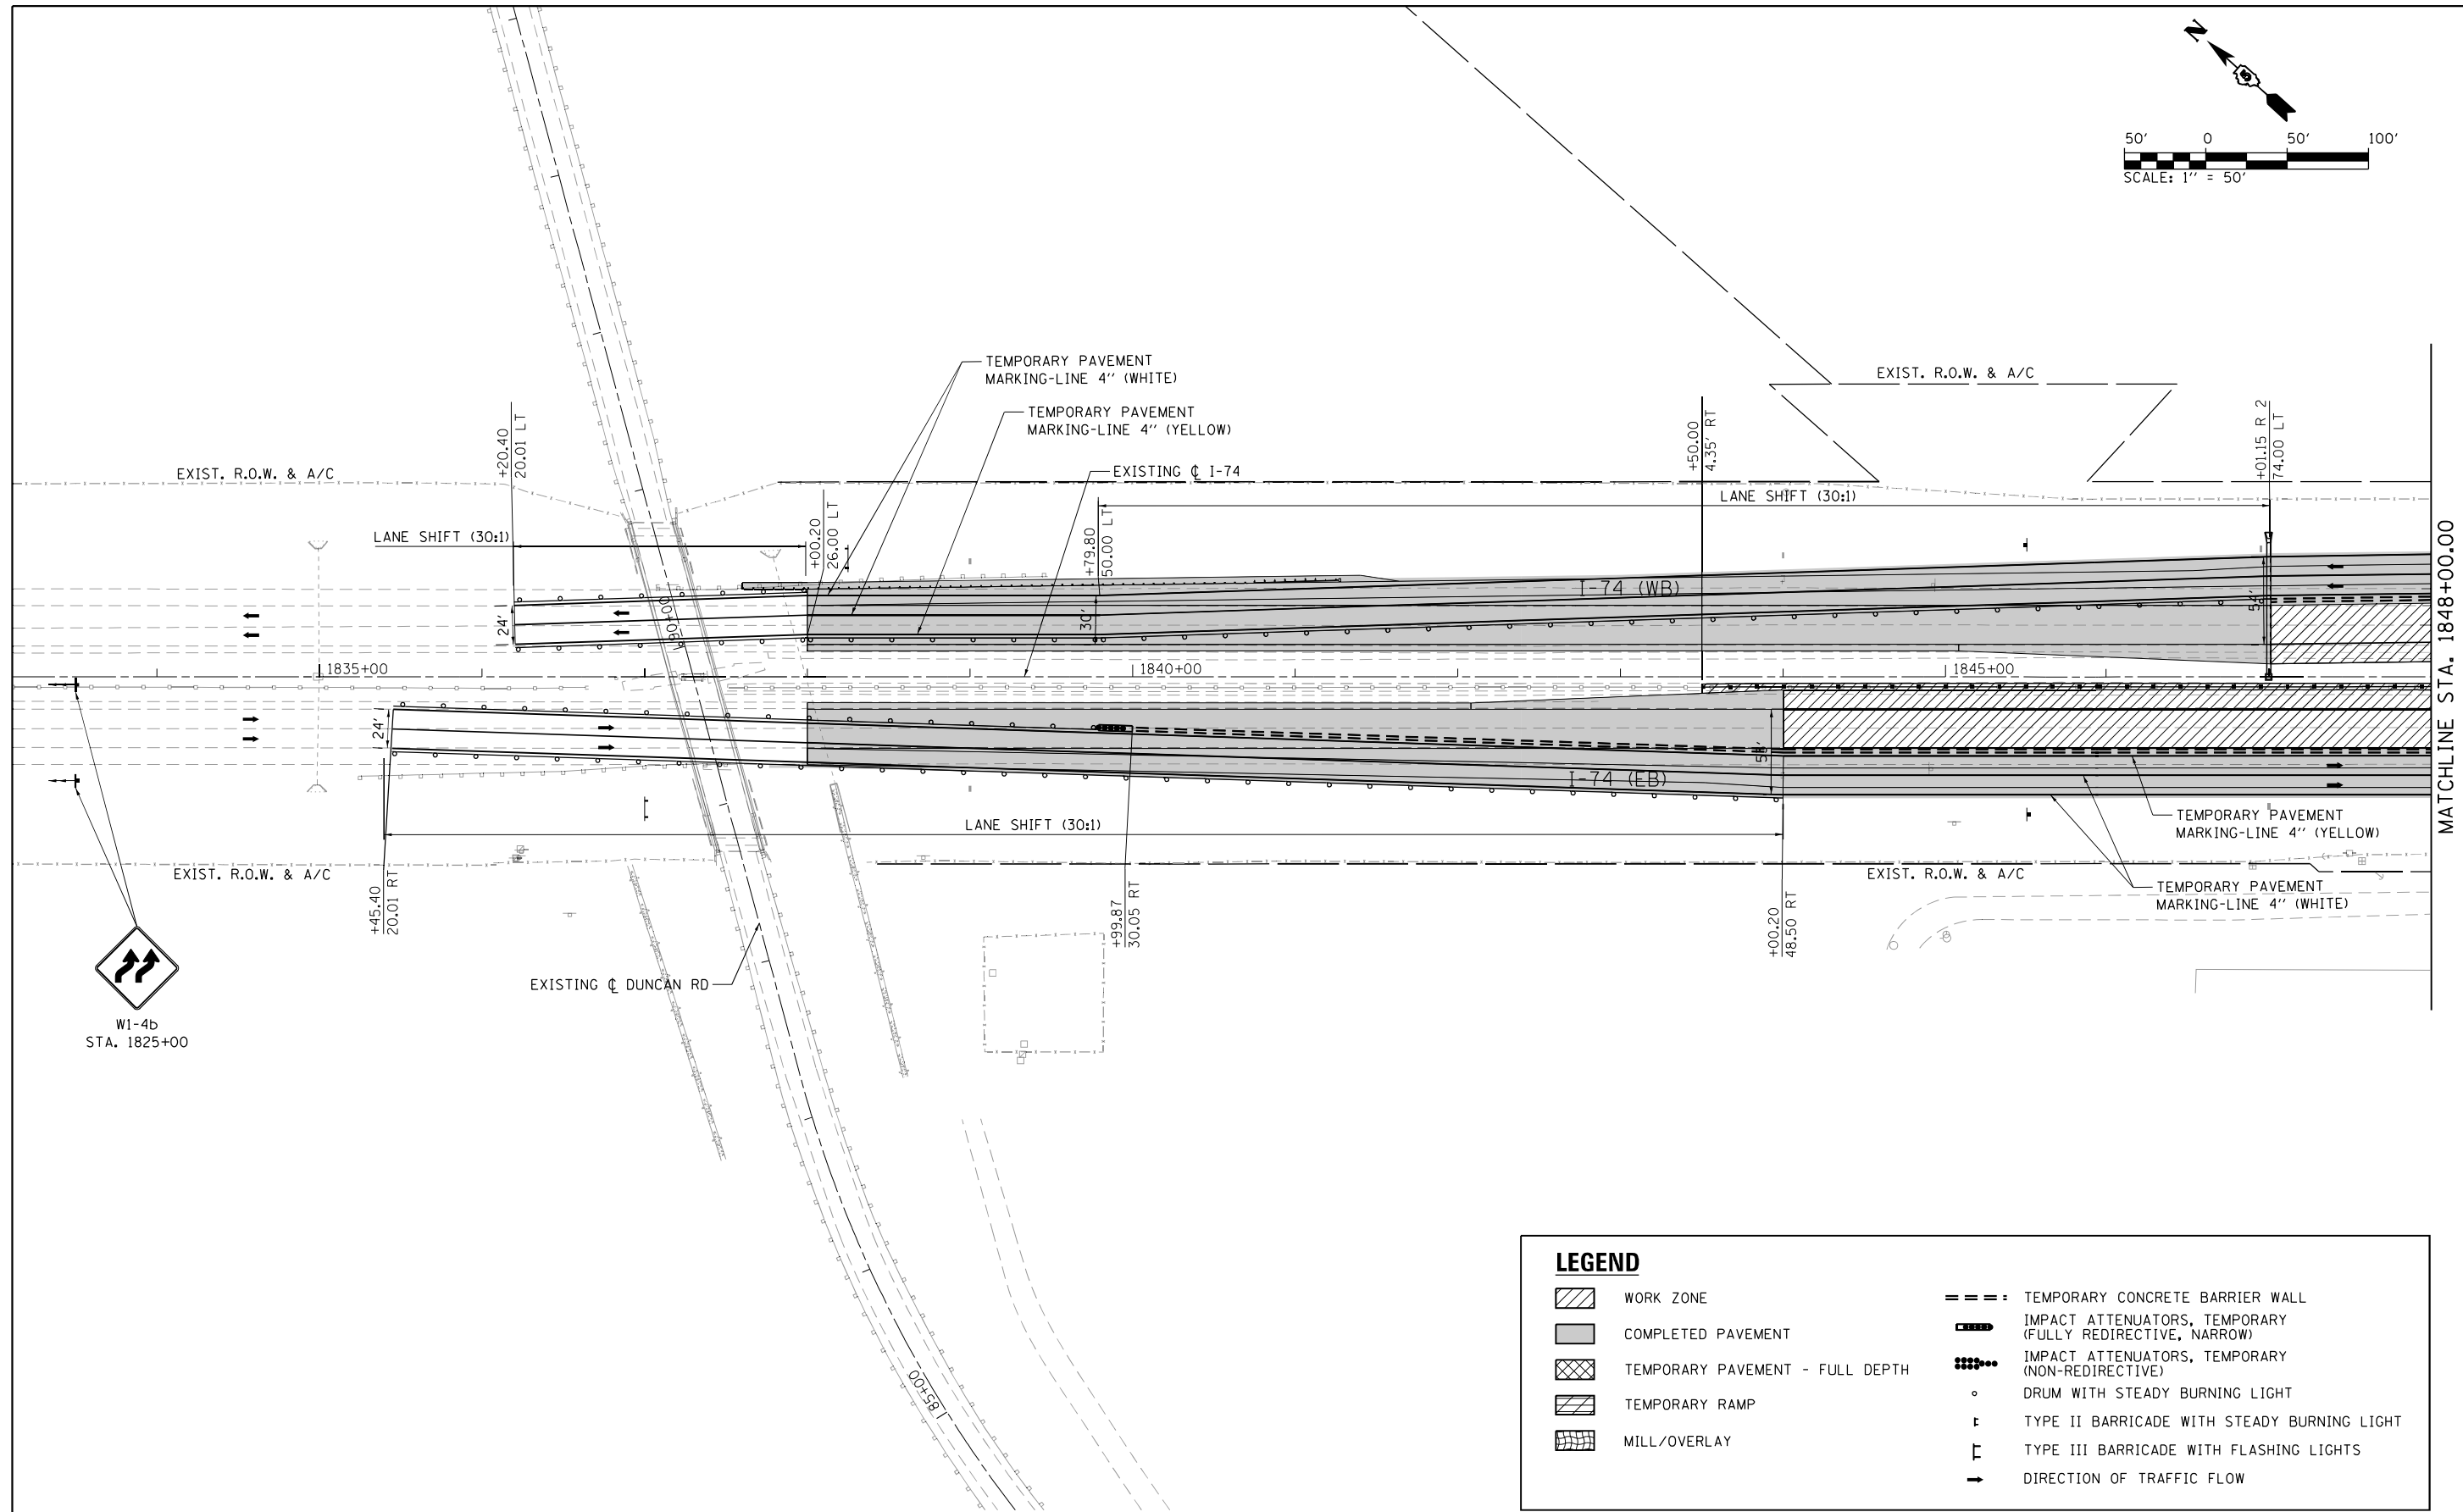 N
5
50' 0 50' 100'
SCALE: 1'' = 50'
TEMPORARY PAVEMENT
MARKING-LINE 4'' (WHITE)
TEMPORARY PAVEMENT
MARKING-LINE 4'' (YELLOW)
EXISTING ℄ I-74
EXIST. R.O.W. & A/C
EXIST. R.O.W. & A/C
+20.40
20.01 LT
+00.20
26.00 LT
+79.80
50.00 LT
+50.00
4.35' RT
+01.15 R 2
74.00 LT
LANE SHIFT (30:1)
LANE SHIFT (30:1)
I-74 (WB)
24'
30'
190+00
1835+00
1840+00
1845+00
MATCHLINE STA. 1848+00.00
24'
I-74 (EB)
LANE SHIFT (30:1)
TEMPORARY PAVEMENT
MARKING-LINE 4'' (YELLOW)
TEMPORARY PAVEMENT
MARKING-LINE 4'' (WHITE)
EXIST. R.O.W. & A/C
EXIST. R.O.W. & A/C
+45.40
20.01 RT
+99.87
30.05 RT
+00.20
48.50 RT
EXISTING ℄ DUNCAN RD
W1-4b
STA. 1825+00
185+00
LEGEND
WORK ZONE
COMPLETED PAVEMENT
TEMPORARY PAVEMENT - FULL DEPTH
TEMPORARY RAMP
MILL/OVERLAY
TEMPORARY CONCRETE BARRIER WALL
IMPACT ATTENUATORS, TEMPORARY
(FULLY REDIRECTIVE, NARROW)
IMPACT ATTENUATORS, TEMPORARY
(NON-REDIRECTIVE)
DRUM WITH STEADY BURNING LIGHT
TYPE II BARRICADE WITH STEADY BURNING LIGHT
TYPE III BARRICADE WITH FLASHING LIGHTS
DIRECTION OF TRAFFIC FLOW